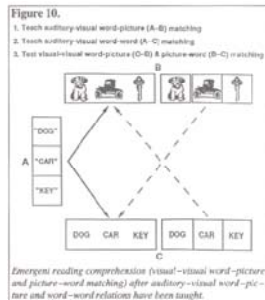 Figure 10.
1. Teach auditory-visual word-picture (A-B) matching
2. Teach auditory-visual word-word (A-C) matching
3. Test visual-visual word-picture (C-B) & picture-word (B-C) matching
B
"DOG"
A "CAR"
"KEY"
DOG CAR KEY DOG CAR KEY
C
Emergent reading comprehension (visual-visual word-picture
and picture-word matching) after auditory-visual word-pic-
ture and word-word relations have been taught.